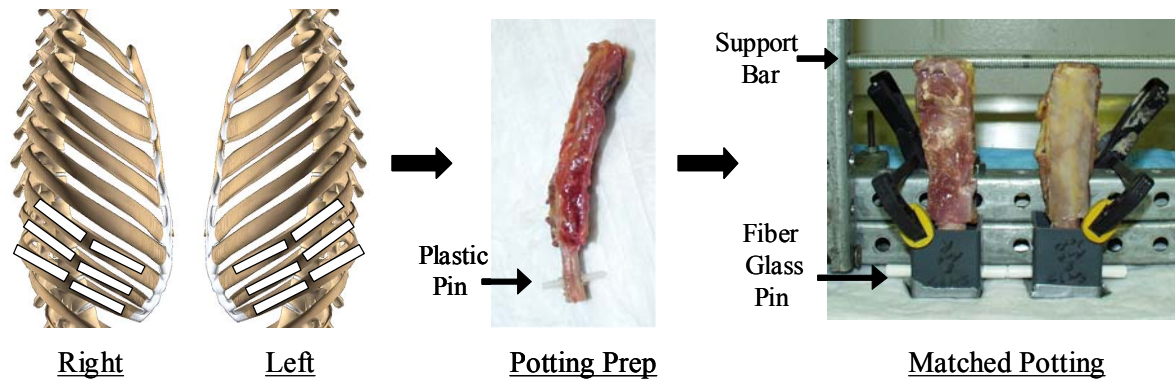 Support
Bar
Plastic
Pin
Fiber
Glass
Pin
Right
Left
Potting Prep
Matched Potting